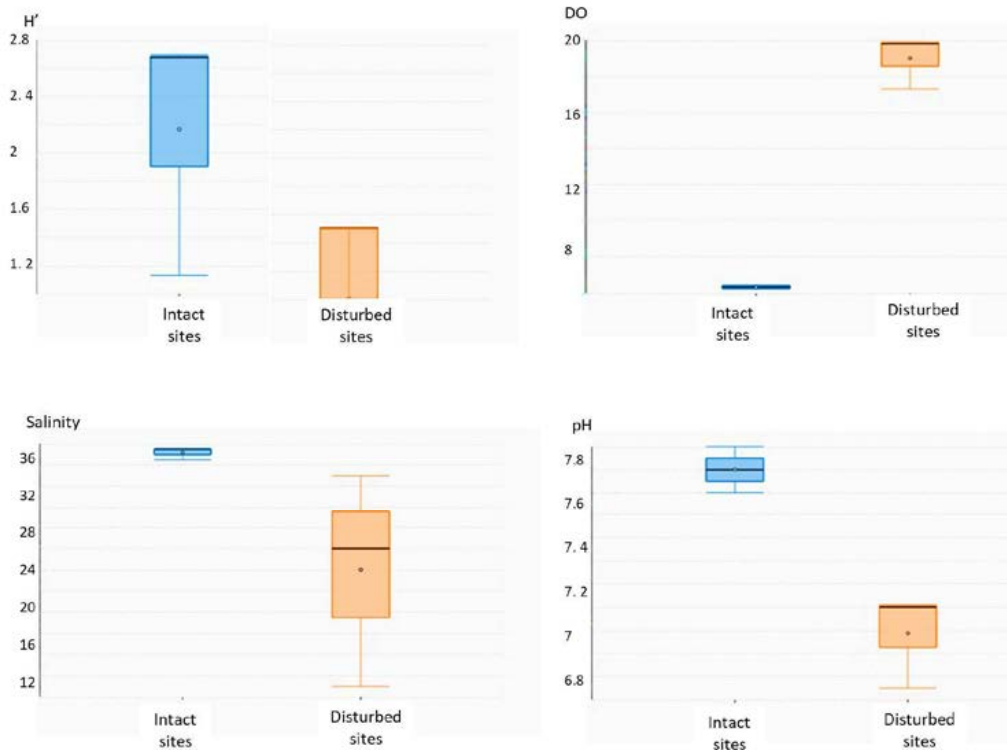 H’
2.8
2. 4
2
1.6
1. 2
Intact
sites
Disturbed
sites
DO
20
16
12
8
Intact
sites
Disturbed
sites
Salinity
36
32
28
24
20
16
12
Intact
sites
Disturbed
sites
pH
7.8
7.6
7. 4
7. 2
7
6.8
Intact
sites
Disturbed
sites